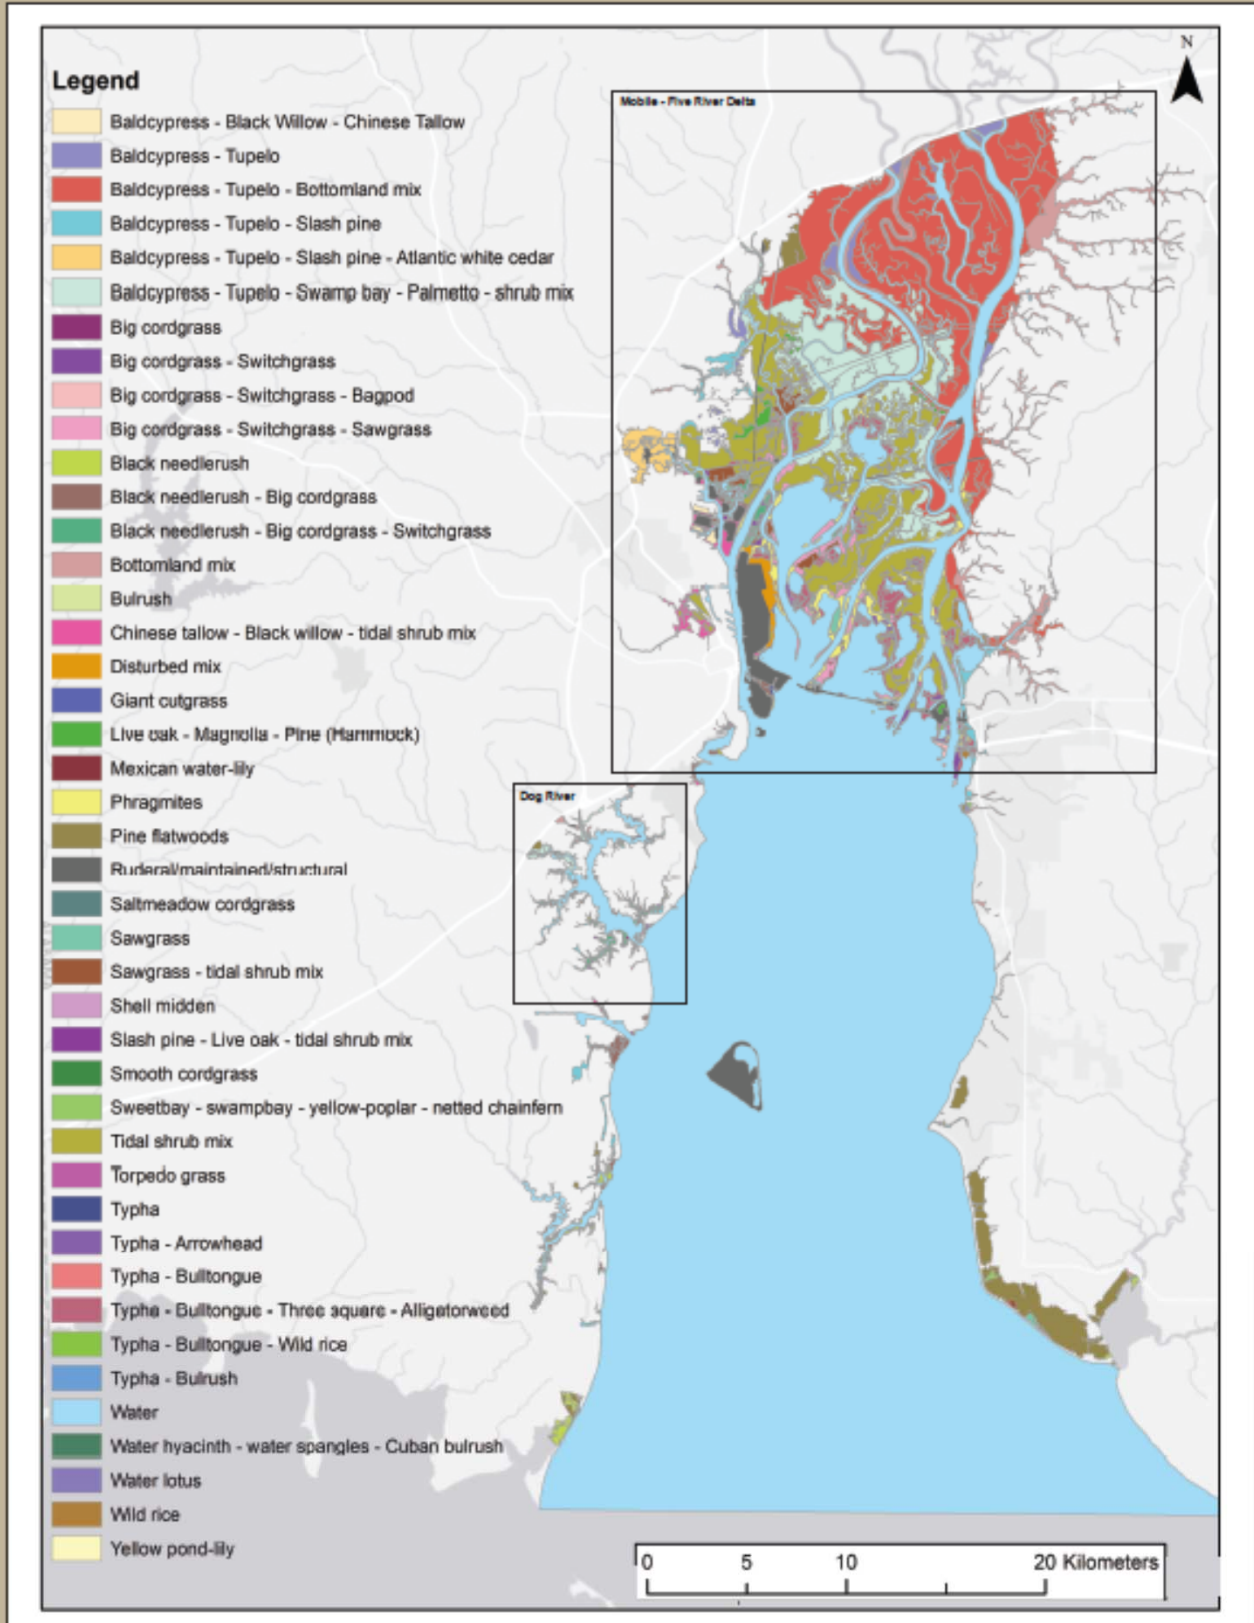 N
Legend
Mobile - Five River Delta
Baldcypress - Black Willow - Chinese Tallow
Baldcypress - Tupelo
Baldcypress - Tupelo - Bottomland mix
Baldcypress - Tupelo - Slash pine
Baldcypress - Tupelo - Slash pine - Atlantic white cedar
Baldcypress - Tupelo - Swamp bay - Palmetto - shrub mix
Big cordgrass
Big cordgrass - Switchgrass
Big cordgrass - Switchgrass - Bagpod
Big cordgrass - Switchgrass - Sawgrass
Black needlerush
Black needlerush - Big cordgrass
Black needlerush - Big cordgrass - Switchgrass
Bottomland mix
Bulrush
Chinese tallow - Black willow - tidal shrub mix
Disturbed mix
Giant cutgrass
Live oak - Magnolia - Pine (Hammock)
Mexican water-lily
Dog River
Phragmites
Pine flatwoods
Ruderal/maintained/structural
Saltmeadow cordgrass
Sawgrass
Sawgrass - tidal shrub mix
Shell midden
Slash pine - Live oak - tidal shrub mix
Smooth cordgrass
Sweetbay - swampbay - yellow-poplar - netted chainfern
Tidal shrub mix
Torpedo grass
Typha
Typha - Arrowhead
Typha - Bulltongue
Typha - Bulltongue - Three square - Alligatorweed
Typha - Bulltongue - Wild rice
Typha - Bulrush
Water
Water hyacinth - water spangles - Cuban bulrush
Water lotus
Wild rice
Yellow pond-lily
0 5 10 20 Kilometers